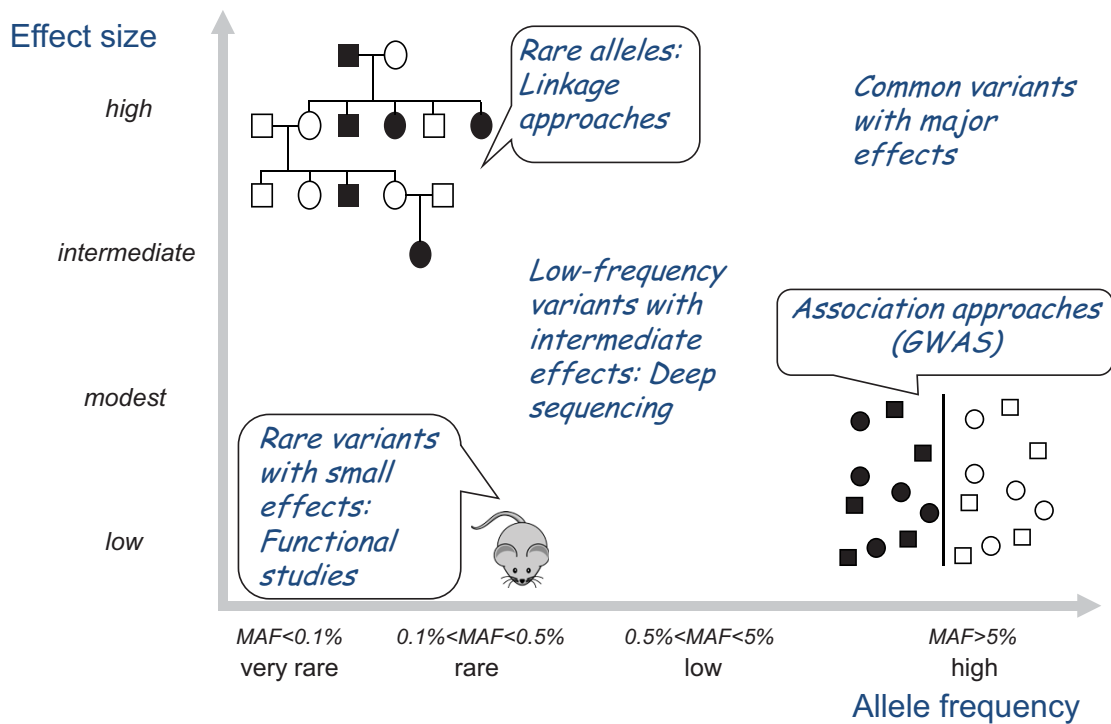 Effect size
high
intermediate
modest
low
Rare alleles:
Linkage
approaches
Common variants
with major
effects
Low-frequency
variants with
intermediate
effects: Deep
sequencing
Association approaches
(GWAS)
Rare variants
with small
effects:
Functional
studies
MAF<0.1%
very rare
0.1%<MAF<0.5%
rare
0.5%<MAF<5%
low
MAF>5%
high
Allele frequency